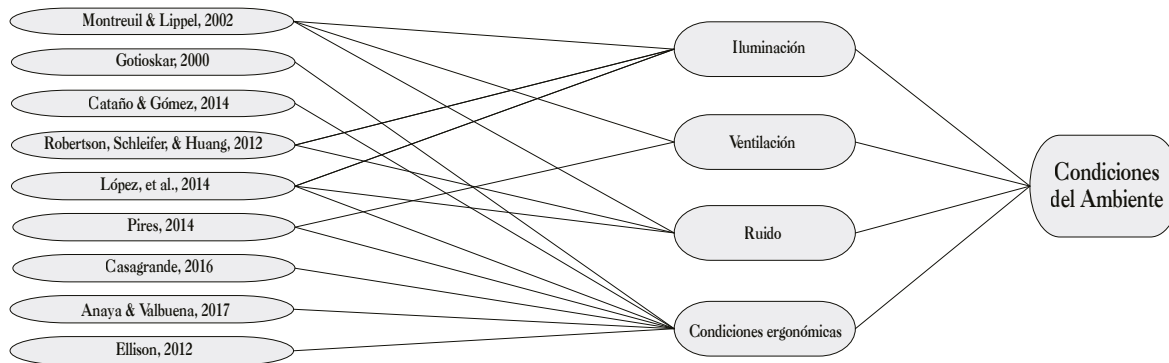 Montreuil & Lippel, 2002
Gotioskar, 2000
Cataño & Gómez, 2014
Robertson, Schleifer, & Huang, 2012
López, et al., 2014
Pires, 2014
Casagrande, 2016
Anaya & Valbuena, 2017
Ellison, 2012
Iluminación
Ventilación
Ruido
Condiciones ergonómicas
Condiciones
del Ambiente